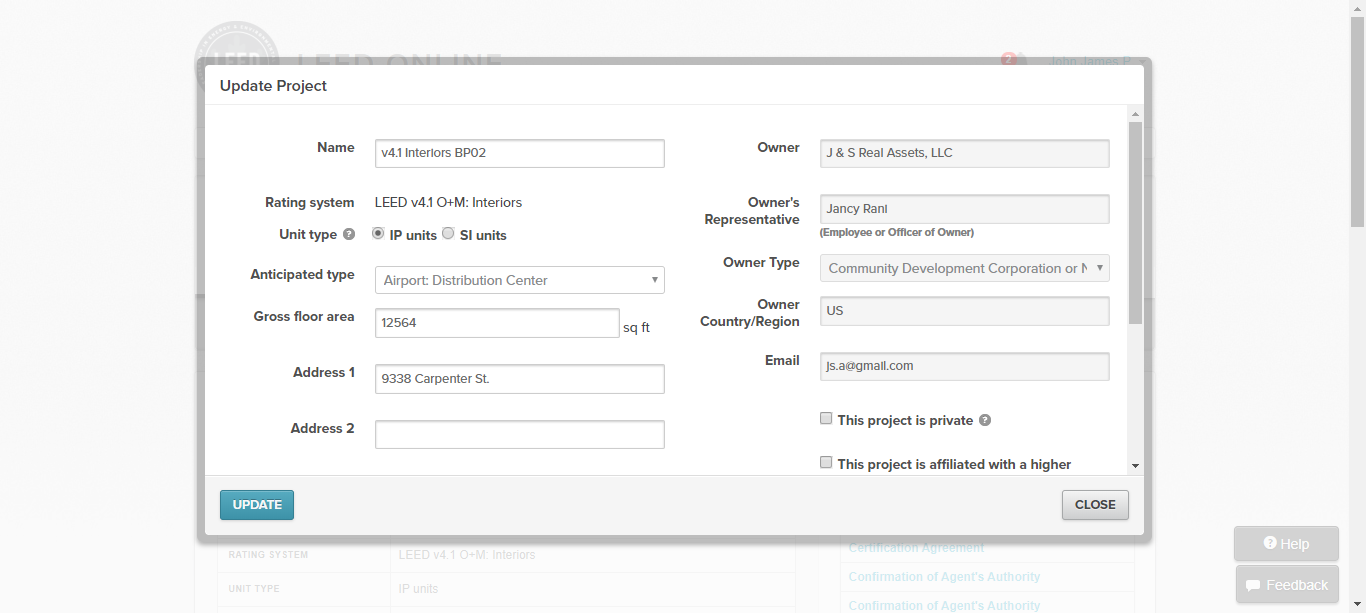 LEED ONLINE
2
John James P
Update Project
Name
v4.1 Interiors BP02
Rating system
LEED v4.1 O+M: Interiors
Unit type ?
IP units
SI units
Anticipated type
Airport: Distribution Center
Gross floor area
12564
sq ft
Address 1
9338 Carpenter St.
Address 2
Owner
J & S Real Assets, LLC
Owner's
Representative
Jancy Rani
(Employee or Officer of Owner)
Owner Type
Community Development Corporation or N
Owner
Country/Region
US
Email
js.a@gmail.com
This project is private ?
This project is affiliated with a higher
UPDATE
CLOSE
RATING SYSTEM
LEED v4.1 O+M: Interiors
UNIT TYPE
IP units
Certification Agreement
Confirmation of Agent's Authority
Confirmation of Agent's Authority
? Help
Feedback